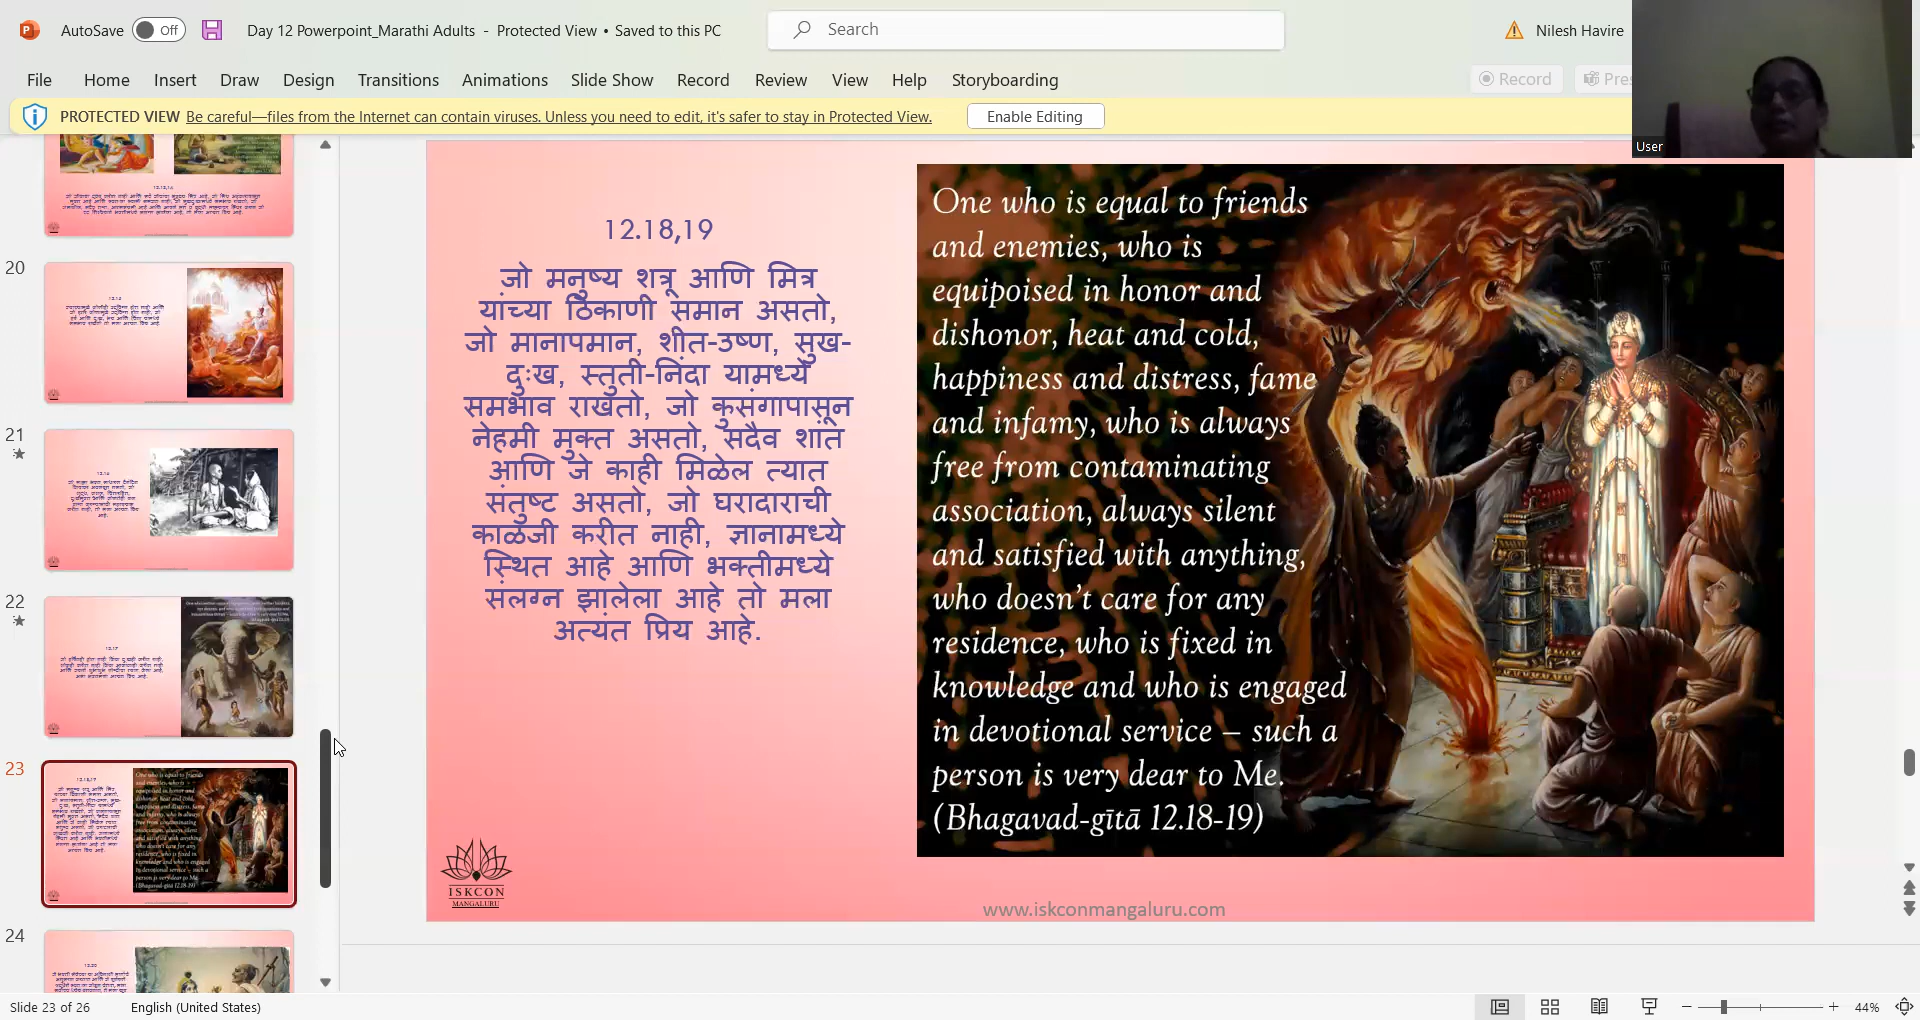 AutoSave Off Day 12 Powerpoint_Marathi Adults - Protected View • Saved to this PC Search Nilesh Havire
File Home Insert Draw Design Transitions Animations Slide Show Record Review View Help Storyboarding Record
PROTECTED VIEW Be careful—files from the Internet can contain viruses. Unless you need to edit, it's safer to stay in Protected View. Enable Editing
User
20
21
22
23
24
12.18,19
जो मनुष्य शत्रू आणि मित्र
यांच्या ठिकाणी समान असतो,
जो मानापमान, शीत-उष्ण, सुख-
दुःख, स्तुती-निंदा यामध्ये
समभाव राखतो, जो कुसंगापासून
नेहमी मुक्त असतो, सदैव शांत
आणि जे काही मिळेल त्यात
संतुष्ट असतो, जो घरादाराची
काळजी करीत नाही, ज्ञानामध्ये
स्थित आहे आणि भक्तीमध्ये
संलग्न झालेला आहे तो मला
अत्यंत प्रिय आहे.
One who is equal to friends
and enemies, who is
equipoised in honor and
dishonor, heat and cold,
happiness and distress, fame
and infamy, who is always
free from contaminating
association, always silent
and satisfied with anything,
who doesn't care for any
residence, who is fixed in
knowledge and who is engaged
in devotional service – such a
person is very dear to Me.
(Bhagavad-gītā 12.18-19)
ISKCON
MANGALURU
www.iskconmangaluru.com
Slide 23 of 26 English (United States) 44%